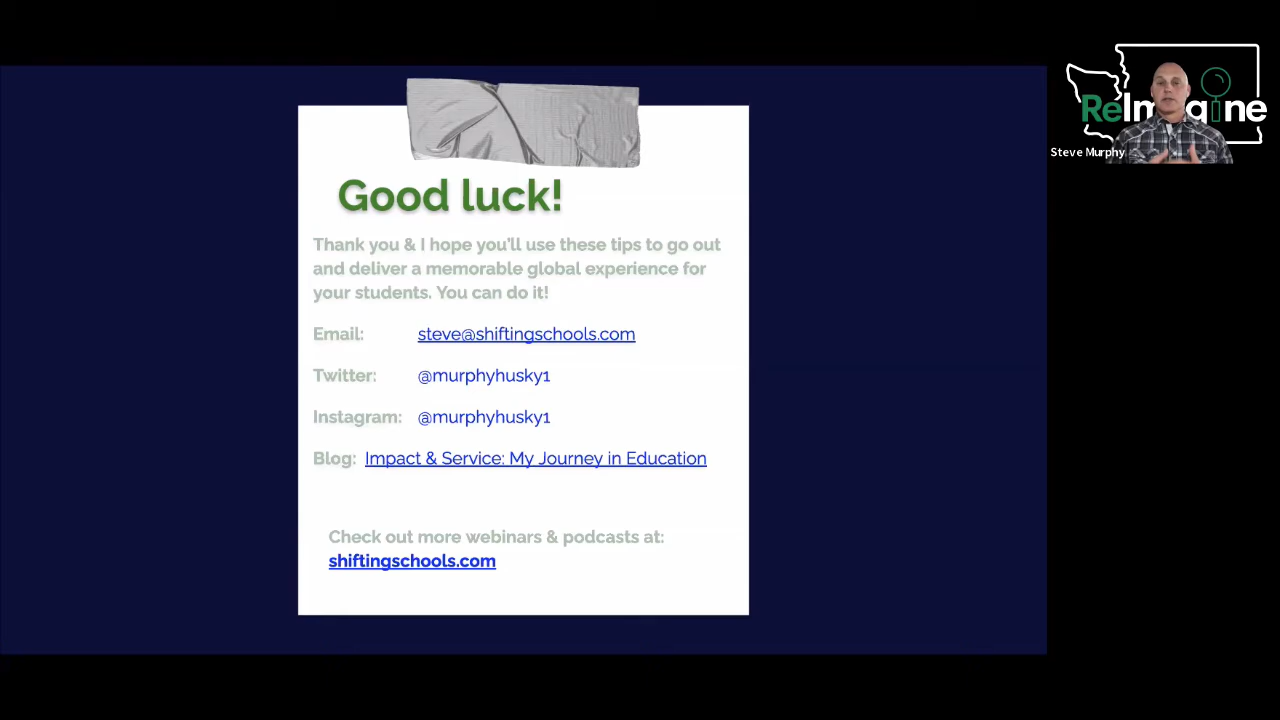 Good luck!
Thank you & I hope you'll use these tips to go out
and deliver a memorable global experience for
your students. You can do it!
Email: steve@shiftingschools.com
Twitter: @murphyhusky1
Instagram: @murphyhusky1
Blog: Impact & Service: My Journey in Education
Check out more webinars & podcasts at:
shiftingschools.com
ReImagine
Steve Murphy